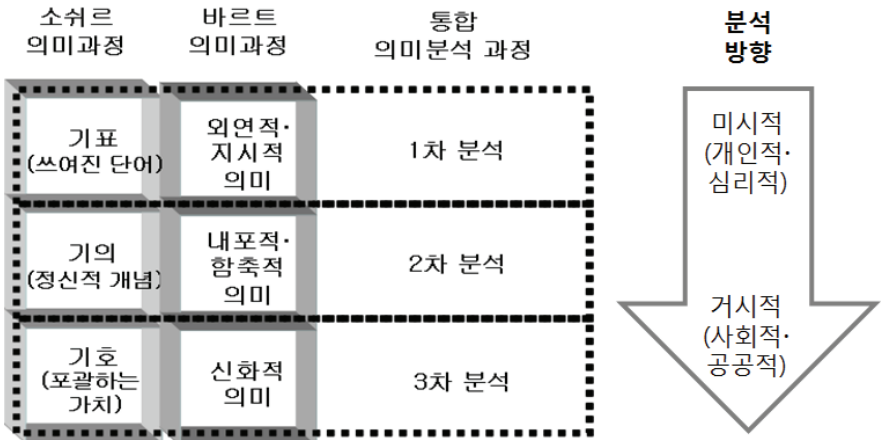 소쉬르
의미과정
바르트
의미과정
통합
의미분석 과정
분석
방향
기표
(쓰여진 단어)
외연적·
지시적
의미
1차 분석
미시적
(개인적·
심리적)
기의
(정신적 개념)
내포적·
함축적
의미
2차 분석
거시적
(사회적·
공공적)
기호
(포괄하는
가치)
신화적
의미
3차 분석